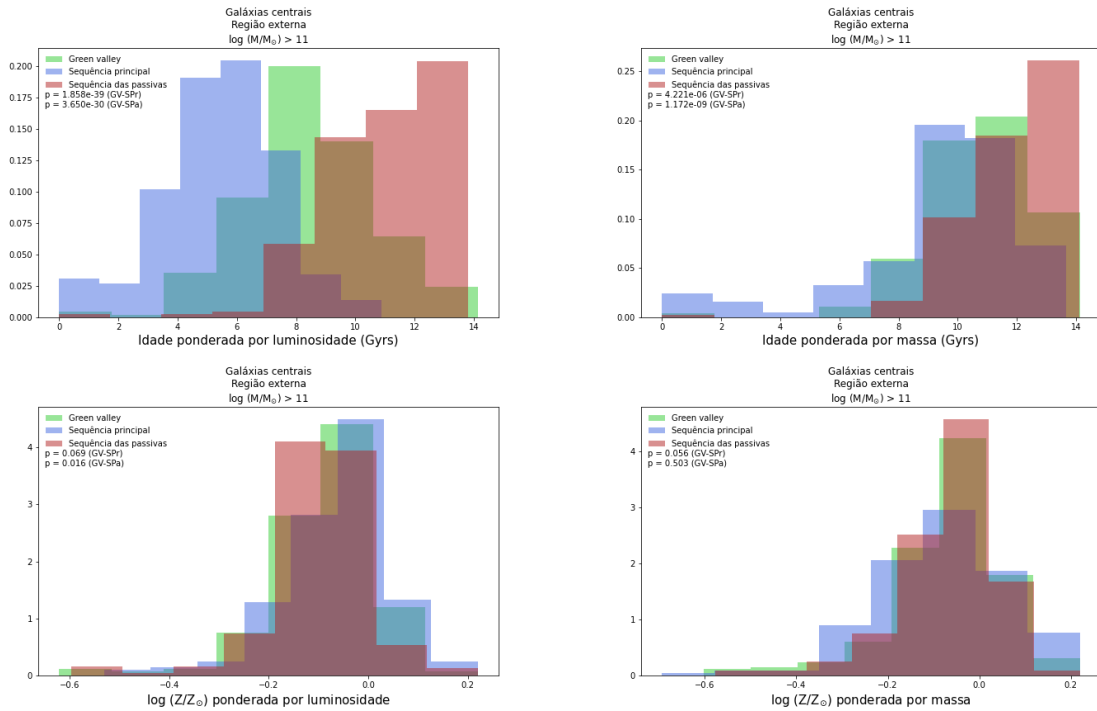 Galáxias centrais
Região externa
log (M/M☉) > 11
Green valley
Sequência principal
Sequência das passivas
p = 1.858e-39 (GV-SPr)
p = 3.650e-30 (GV-SPa)
0.200
0.175
0.150
0.125
0.100
0.075
0.050
0.025
0.000
0 2 4 6 8 10 12 14
Idade ponderada por luminosidade (Gyrs)
Galáxias centrais
Região externa
log (M/M☉) > 11
Green valley
Sequência principal
Sequência das passivas
p = 4.221e-06 (GV-SPr)
p = 1.172e-09 (GV-SPa)
0.25
0.20
0.15
0.10
0.05
0.00
0 2 4 6 8 10 12 14
Idade ponderada por massa (Gyrs)
Galáxias centrais
Região externa
log (M/M☉) > 11
Green valley
Sequência principal
Sequência das passivas
p = 0.069 (GV-SPr)
p = 0.016 (GV-SPa)
4
3
2
1
0
−0.6 −0.4 −0.2 0.0 0.2
log (Z/Z☉) ponderada por luminosidade
Galáxias centrais
Região externa
log (M/M☉) > 11
Green valley
Sequência principal
Sequência das passivas
p = 0.056 (GV-SPr)
p = 0.503 (GV-SPa)
4
3
2
1
0
−0.6 −0.4 −0.2 0.0 0.2
log (Z/Z☉) ponderada por massa